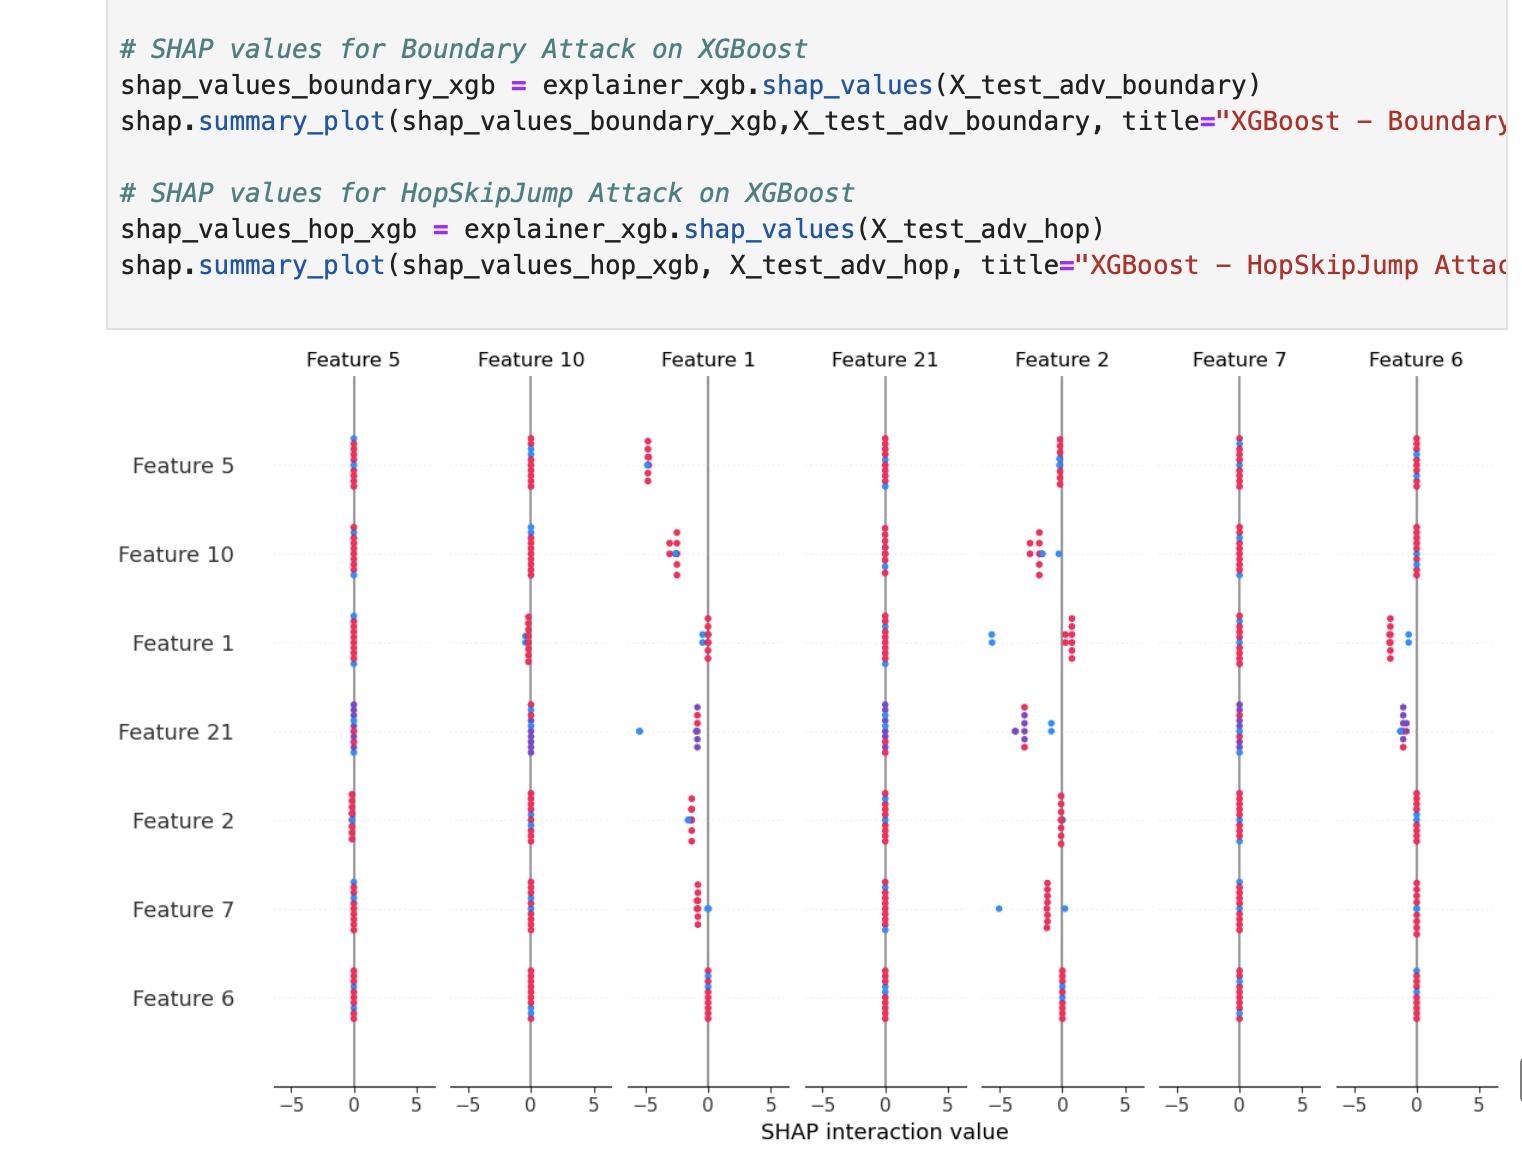 # SHAP values for Boundary Attack on XGBoost
shap_values_boundary_xgb = explainer_xgb.shap_values(X_test_adv_boundary)
shap.summary_plot(shap_values_boundary_xgb,X_test_adv_boundary, title="XGBoost – Boundary
# SHAP values for HopSkipJump Attack on XGBoost
shap_values_hop_xgb = explainer_xgb.shap_values(X_test_adv_hop)
shap.summary_plot(shap_values_hop_xgb, X_test_adv_hop, title="XGBoost – HopSkipJump Attac
Feature 5 Feature 10 Feature 1 Feature 21 Feature 2 Feature 7 Feature 6
Feature 5
Feature 10
Feature 1
Feature 21
Feature 2
Feature 7
Feature 6
−5 0 5 −5 0 5 −5 0 5 −5 0 5 −5 0 5 −5 0 5 −5 0 5
SHAP interaction value